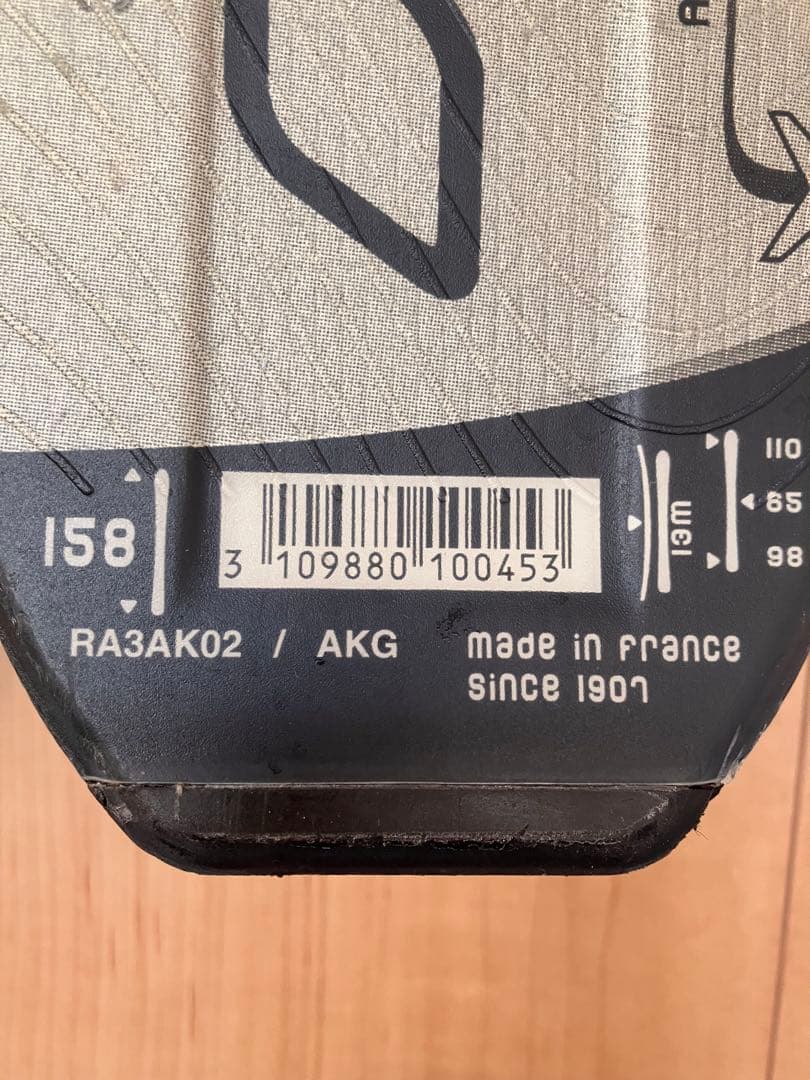 158
3 109880 100453
13m
110
65
98
RA3AK02 / AKG
made in france
since 1907